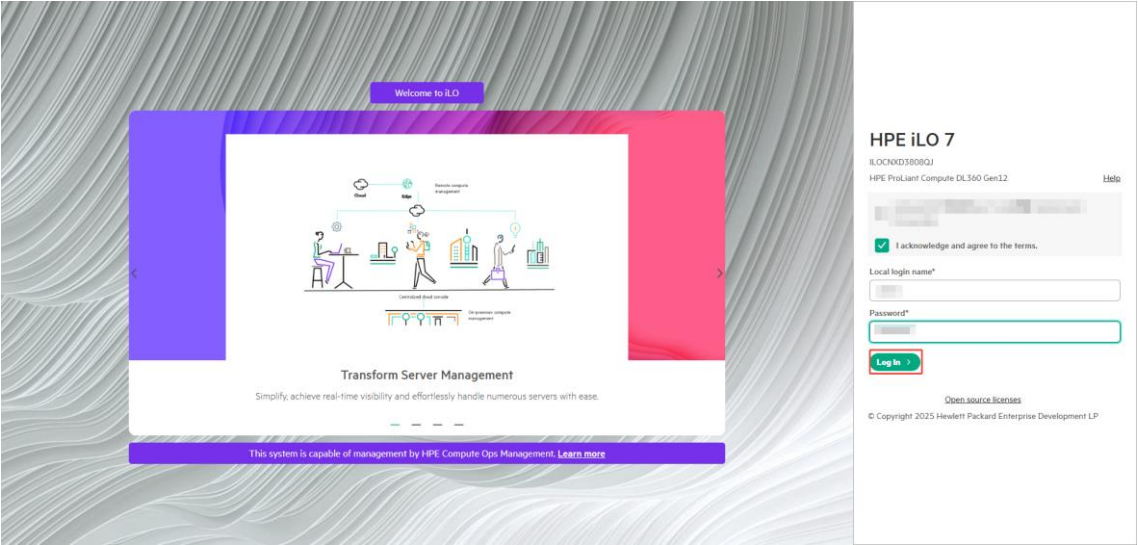 Welcome to iLO
Cloud
Edge
Remote compute
management
Centralized cloud console
On-premises compute
management
Transform Server Management
Simplify, achieve real-time visibility and effortlessly handle numerous servers with ease.
This system is capable of management by HPE Compute Ops Management. Learn more
HPE iLO 7
ILOCNXD3808QJ
HPE ProLiant Compute DL360 Gen12
Help
I acknowledge and agree to the terms.
Local login name*
Password*
Log In
Open source licenses
© Copyright 2025 Hewlett Packard Enterprise Development LP